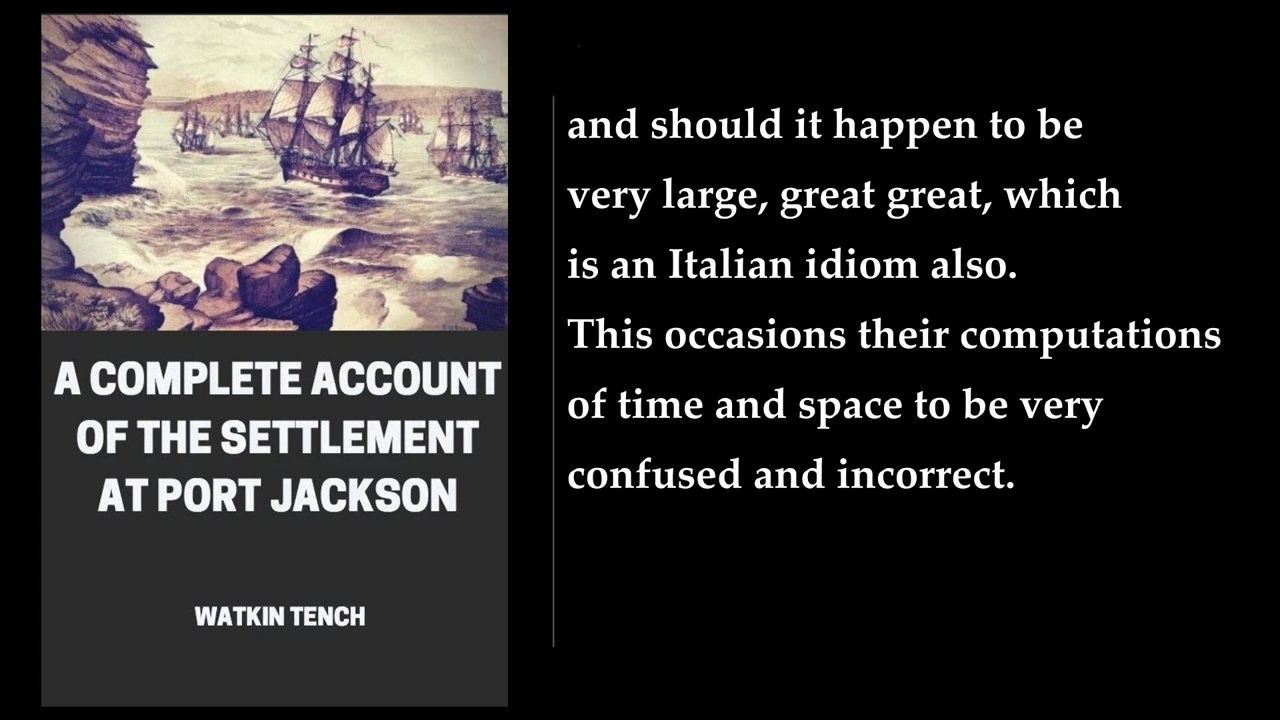 A COMPLETE ACCOUNT
OF THE SETTLEMENT
AT PORT JACKSON
WATKIN TENCH
and should it happen to be
very large, great great, which
is an Italian idiom also.
This occasions their computations
of time and space to be very
confused and incorrect.